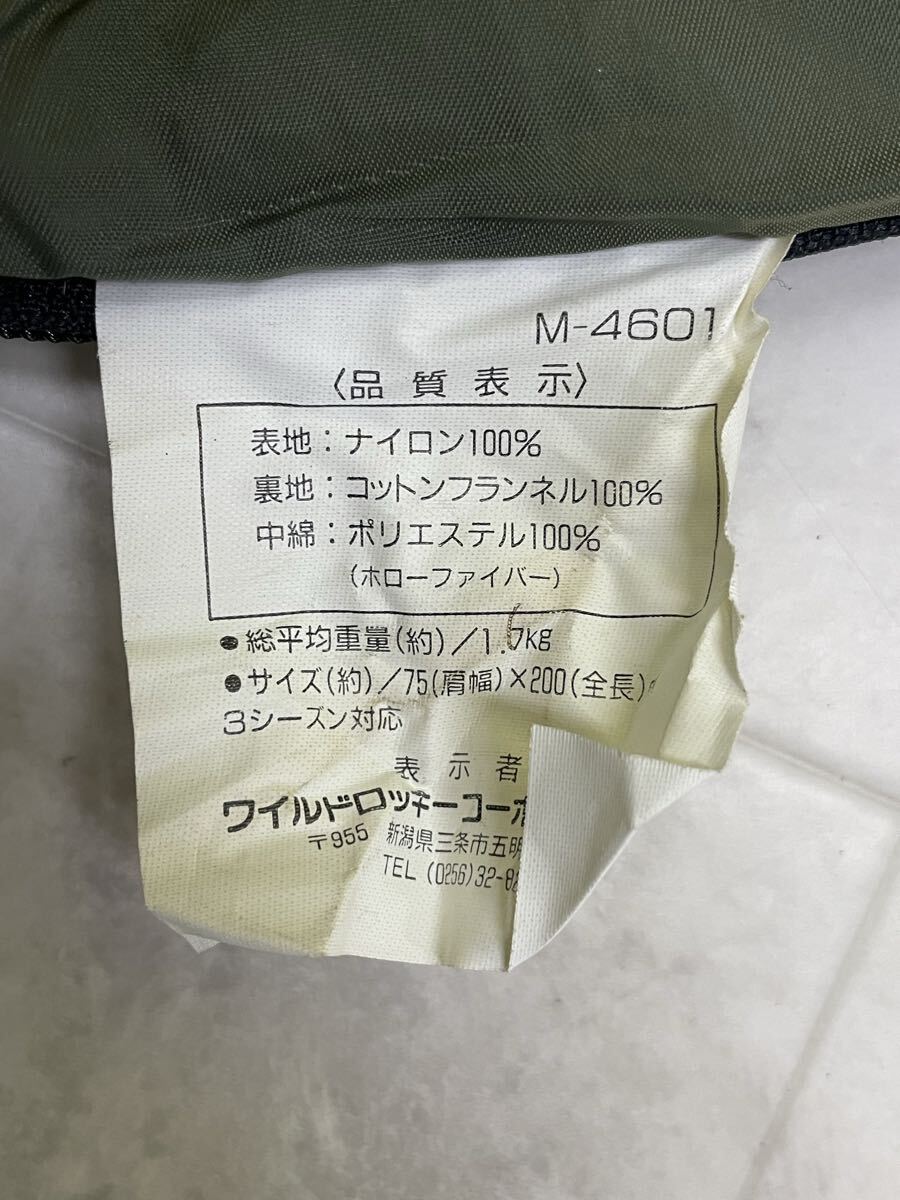 M-4601
〈品質表示〉
表地：ナイロン100%
裏地：コットンフランネル100%
中綿：ポリエステル100%
(ホローファイバー)
●総平均重量(約)/1.7kg
●サイズ(約)/75(肩幅)×200(全長)
3シーズン対応
表示者
ワイルドロッキーコーポ
〒955 新潟県三条市五明
TEL (0256)32-8